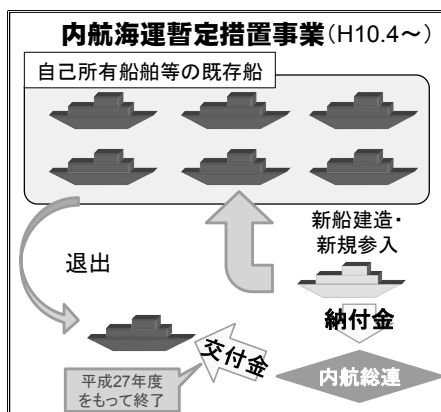 内航海運暫定措置事業(H10.4～)
自己所有船舶等の既存船
新船建造・
新規参入
退出
納付金
交付金
内航総連
平成27年度
をもって終了